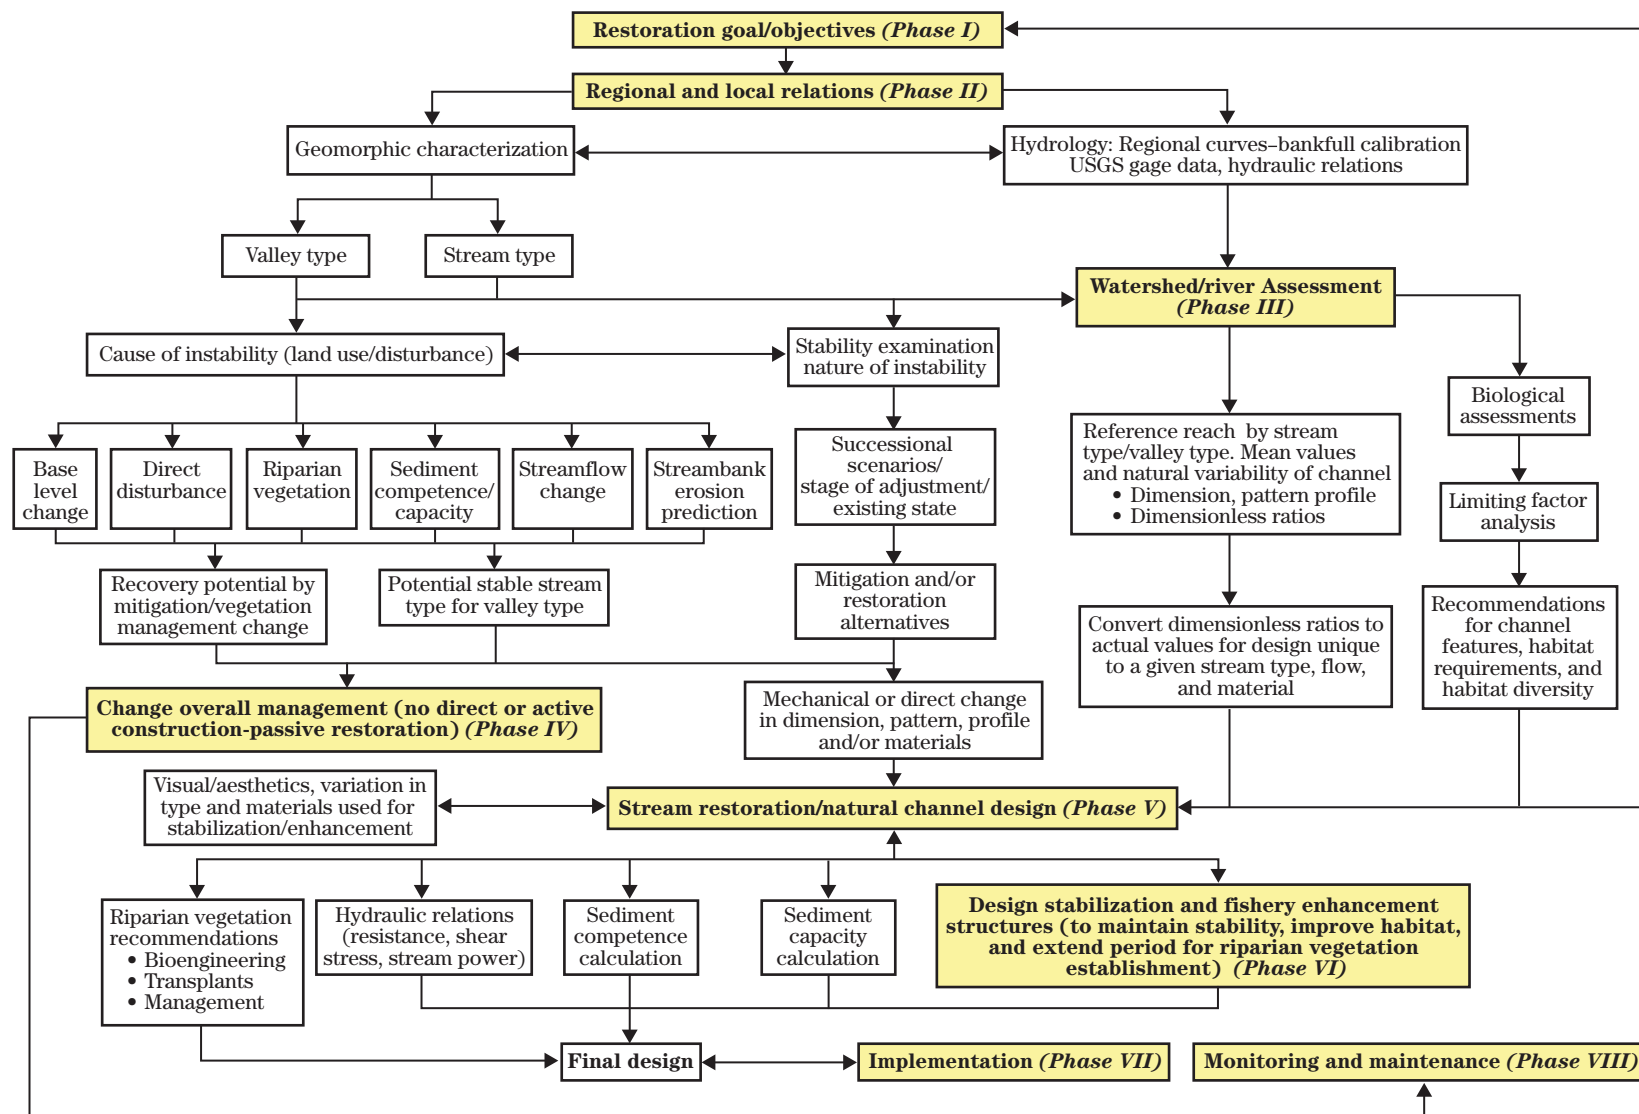 Restoration goal/objectives (Phase I)
Regional and local relations (Phase II)
Geomorphic characterization
Hydrology: Regional curves–bankfull calibration
USGS gage data, hydraulic relations
Valley type
Stream type
Watershed/river Assessment
(Phase III)
Cause of instability (land use/disturbance)
Stability examination
nature of instability
Biological
assessments
Base
level
change
Direct
disturbance
Riparian
vegetation
Sediment
competence/
capacity
Streamflow
change
Streambank
erosion
prediction
Successional
scenarios/
stage of adjustment/
existing state
Reference reach by stream
type/valley type. Mean values
and natural variability of channel
• Dimension, pattern profile
• Dimensionless ratios
Limiting factor
analysis
Recovery potential by
mitigation/vegetation
management change
Potential stable stream
type for valley type
Mitigation and/or
restoration
alternatives
Convert dimensionless ratios to
actual values for design unique
to a given stream type, flow,
and material
Recommendations
for channel
features, habitat
requirements, and
habitat diversity
Change overall management (no direct or active
construction-passive restoration) (Phase IV)
Mechanical or direct change
in dimension, pattern, profile
and/or materials
Visual/aesthetics, variation in
type and materials used for
stabilization/enhancement
Stream restoration/natural channel design (Phase V)
Riparian vegetation
recommendations
• Bioengineering
• Transplants
• Management
Hydraulic relations
(resistance, shear
stress, stream power)
Sediment
competence
calculation
Sediment
capacity
calculation
Design stabilization and fishery enhancement
structures (to maintain stability, improve habitat,
and extend period for riparian vegetation
establishment) (Phase VI)
Final design
Implementation (Phase VII)
Monitoring and maintenance (Phase VIII)